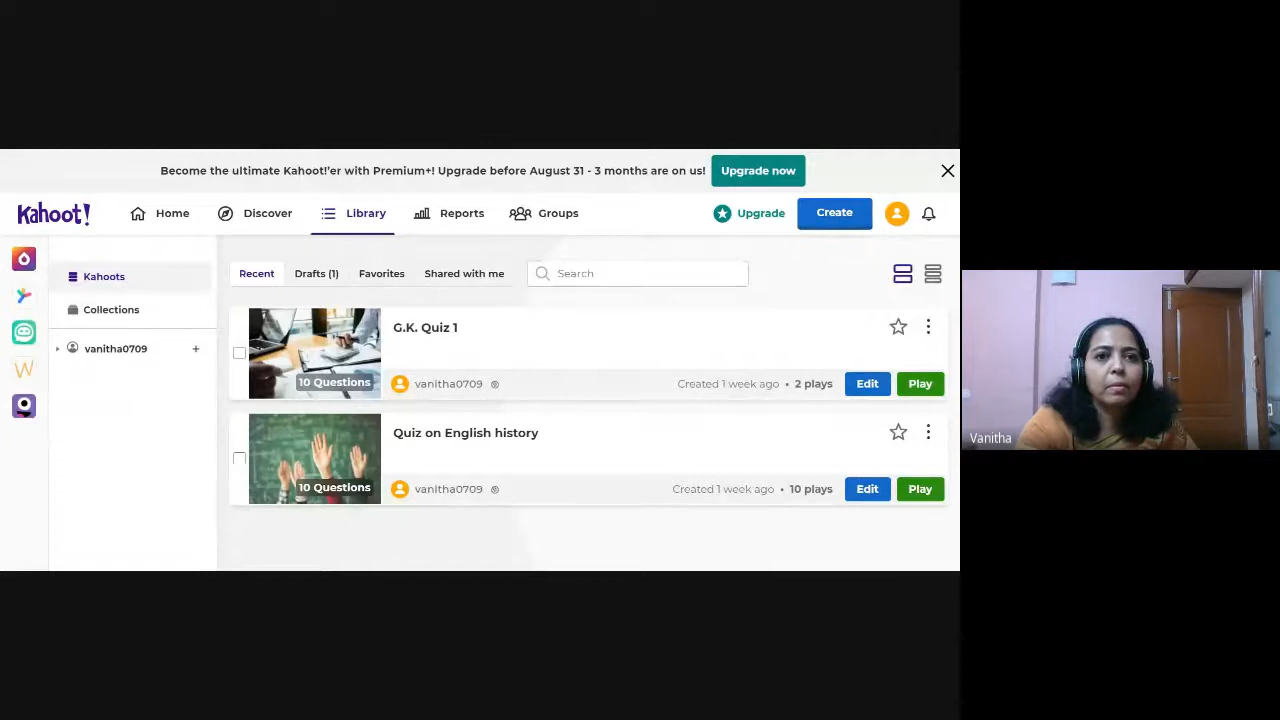 Become the ultimate Kahoot!'er with Premium+! Upgrade before August 31 - 3 months are on us! Upgrade now
Kahoot! Home Discover Library Reports Groups Upgrade Create
Kahoots
Collections
vanitha0709 +
Recent Drafts (1) Favorites Shared with me Search
G.K. Quiz 1
10 Questions vanitha0709 Created 1 week ago • 2 plays Edit Play
Quiz on English history
10 Questions vanitha0709 Created 1 week ago • 10 plays Edit Play
Vanitha